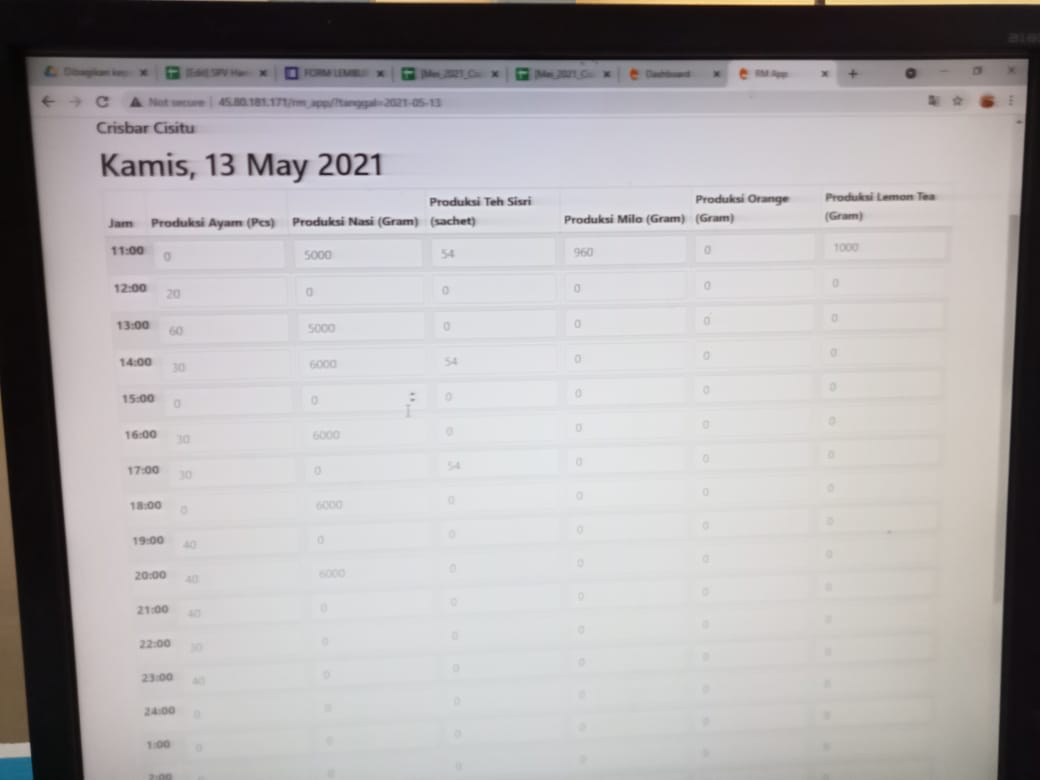 Dibagikan kep
[Edit] SPV Har
FORM LEMBU
[Mei_2021_C
[Mei_2021_C
Dashboard
RM App
Not secure | 45.80.181.171/rm_app/?tanggal=2021-05-13
Crisbar Cisitu
Kamis, 13 May 2021
Jam Produksi Ayam (Pcs) Produksi Nasi (Gram) Produksi Teh Sisri (sachet) Produksi Milo (Gram) Produksi Orange (Gram) Produksi Lemon Tea (Gram)
11:00 0 5000 54 960 0 1000
12:00 20 0 0 0 0 0
13:00 60 5000 0 0 0 0
14:00 30 6000 54 0 0 0
15:00 0 0 0 0 0 0
16:00 30 6000 0 0 0 0
17:00 30 0 54 0 0 0
18:00 0 6000 0 0 0 0
19:00 40 0 0 0 0 0
20:00 40 6000 0 0 0 0
21:00 40 0 0 0 0 0
22:00 30 0 0 0 0 0
23:00 40 0 0 0 0 0
24:00 0 0 0 0 0 0
1:00 0 0 0 0 0 0
2:00 0 0